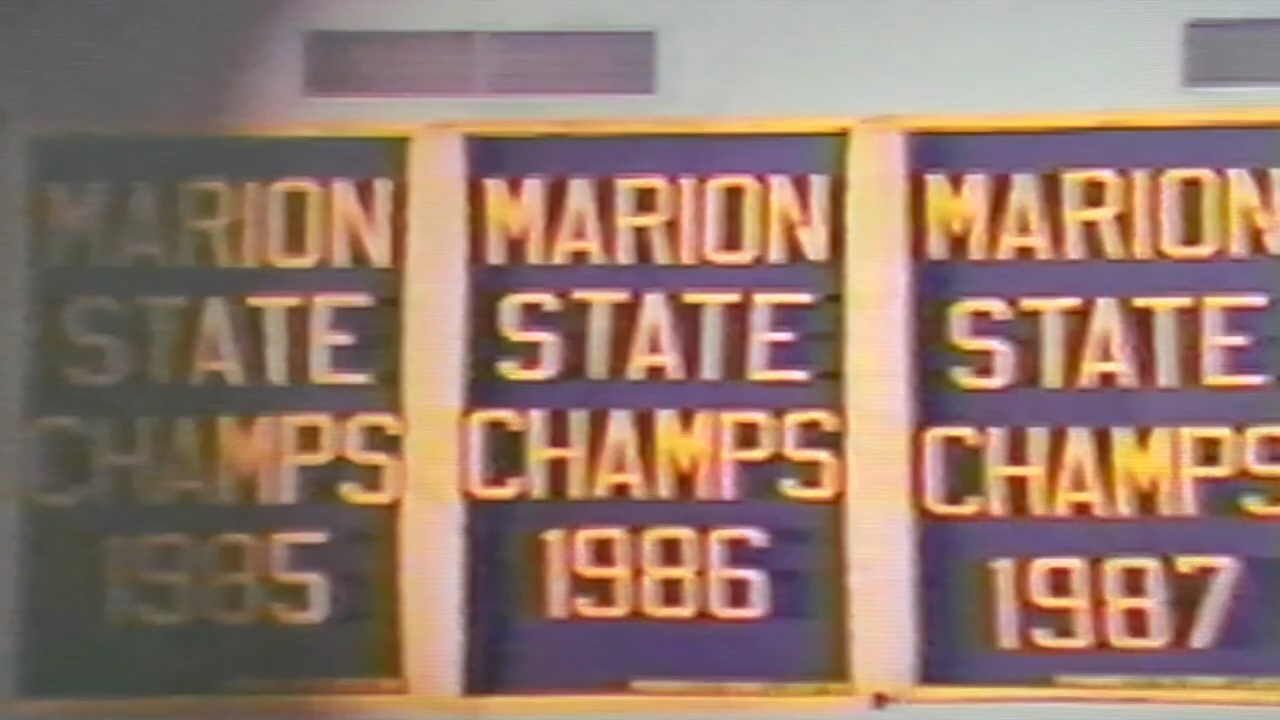 MARION
STATE
CHAMPS
1985
MARION
STATE
CHAMPS
1986
MARION
STATE
CHAMPS
1987